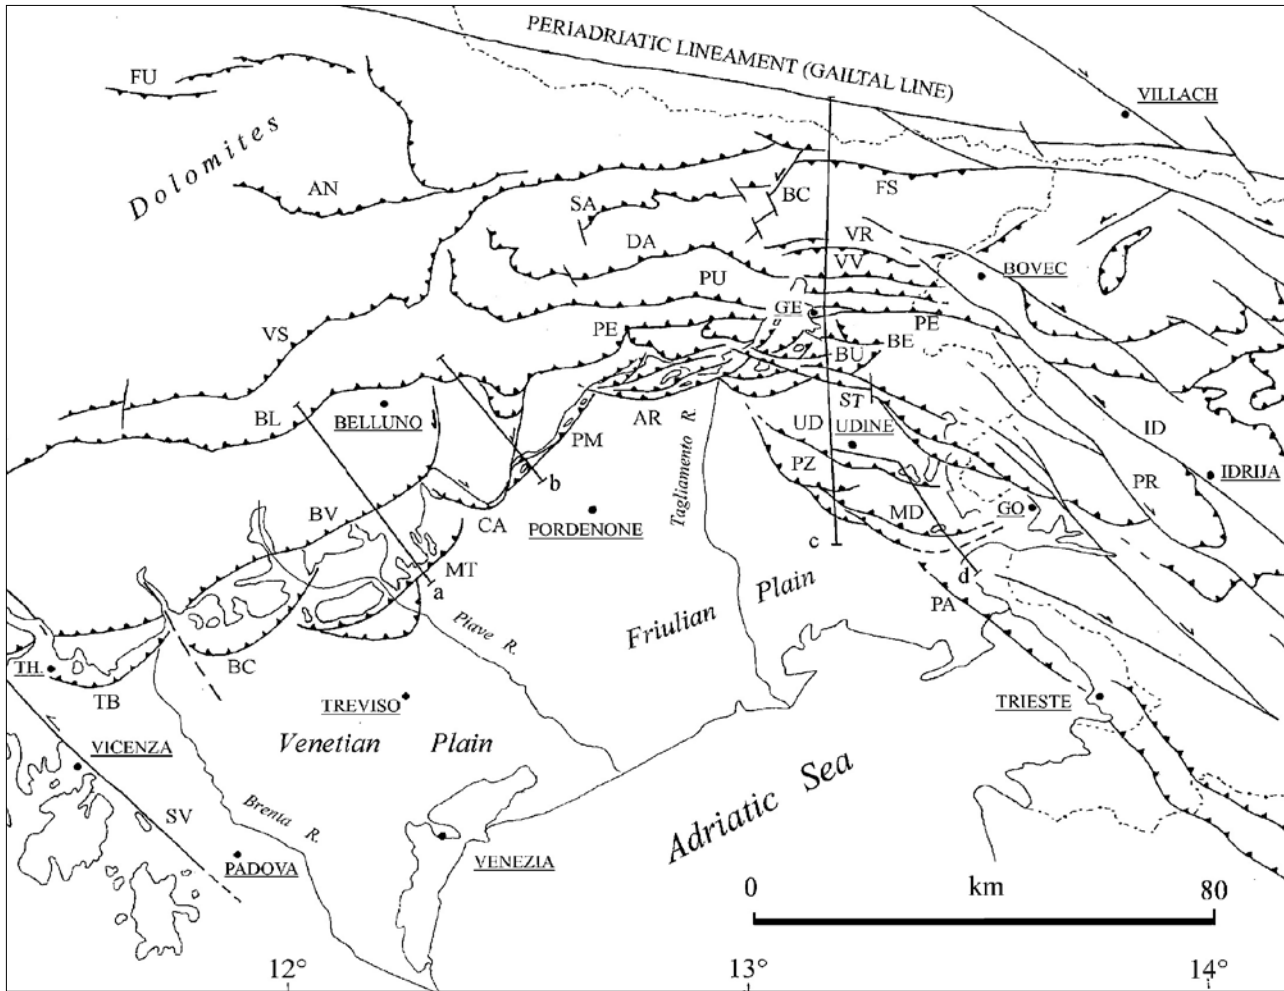 PERIADRIATIC LINEAMENT (GAILTAL LINE)
FU
VILLACH
Dolomites
AN
SA
BC
FS
DA
VR
VV
BOVEC
PU
GE
VS
PE
PE
BE
BU
BL
BELLUNO
AR
ST
UD
UDINE
ID
PM
PZ
IDRIJA
PR
b
BV
CA
PORDENONE
Tagliamento R.
MD
GO
c
MT
a
d
Piave R.
Friulian Plain
PA
TH.
BC
TB
TREVISO
TRIESTE
VICENZA
Venetian Plain
Adriatic Sea
SV
Brenta R.
PADOVA
VENEZIA
0 km 80
12° 13° 14°